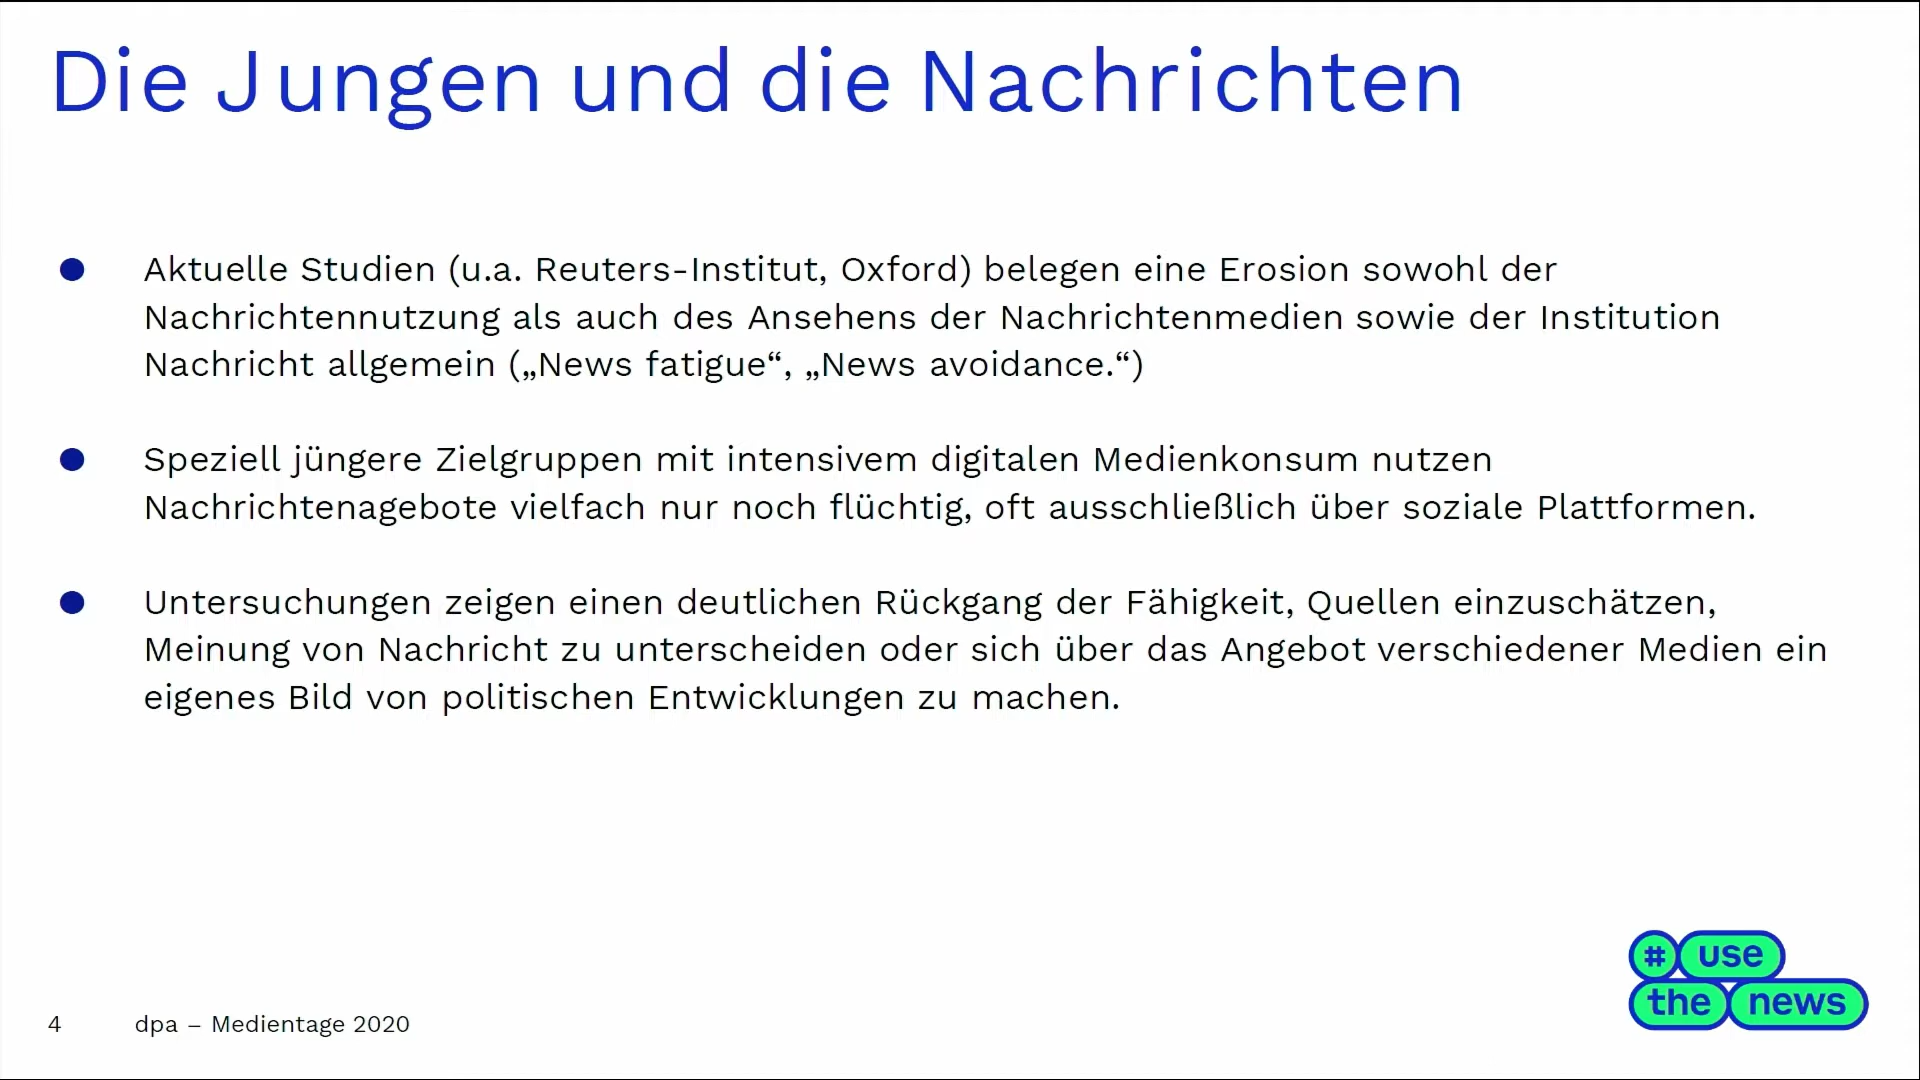 Die Jungen und die Nachrichten
● Aktuelle Studien (u.a. Reuters-Institut, Oxford) belegen eine Erosion sowohl der
Nachrichtennutzung als auch des Ansehens der Nachrichtenmedien sowie der Institution
Nachricht allgemein („News fatigue“, „News avoidance.“)
● Speziell jüngere Zielgruppen mit intensivem digitalen Medienkonsum nutzen
Nachrichtenagebote vielfach nur noch flüchtig, oft ausschließlich über soziale Plattformen.
● Untersuchungen zeigen einen deutlichen Rückgang der Fähigkeit, Quellen einzuschätzen,
Meinung von Nachricht zu unterscheiden oder sich über das Angebot verschiedener Medien ein
eigenes Bild von politischen Entwicklungen zu machen.
# use
the news
4 dpa – Medientage 2020